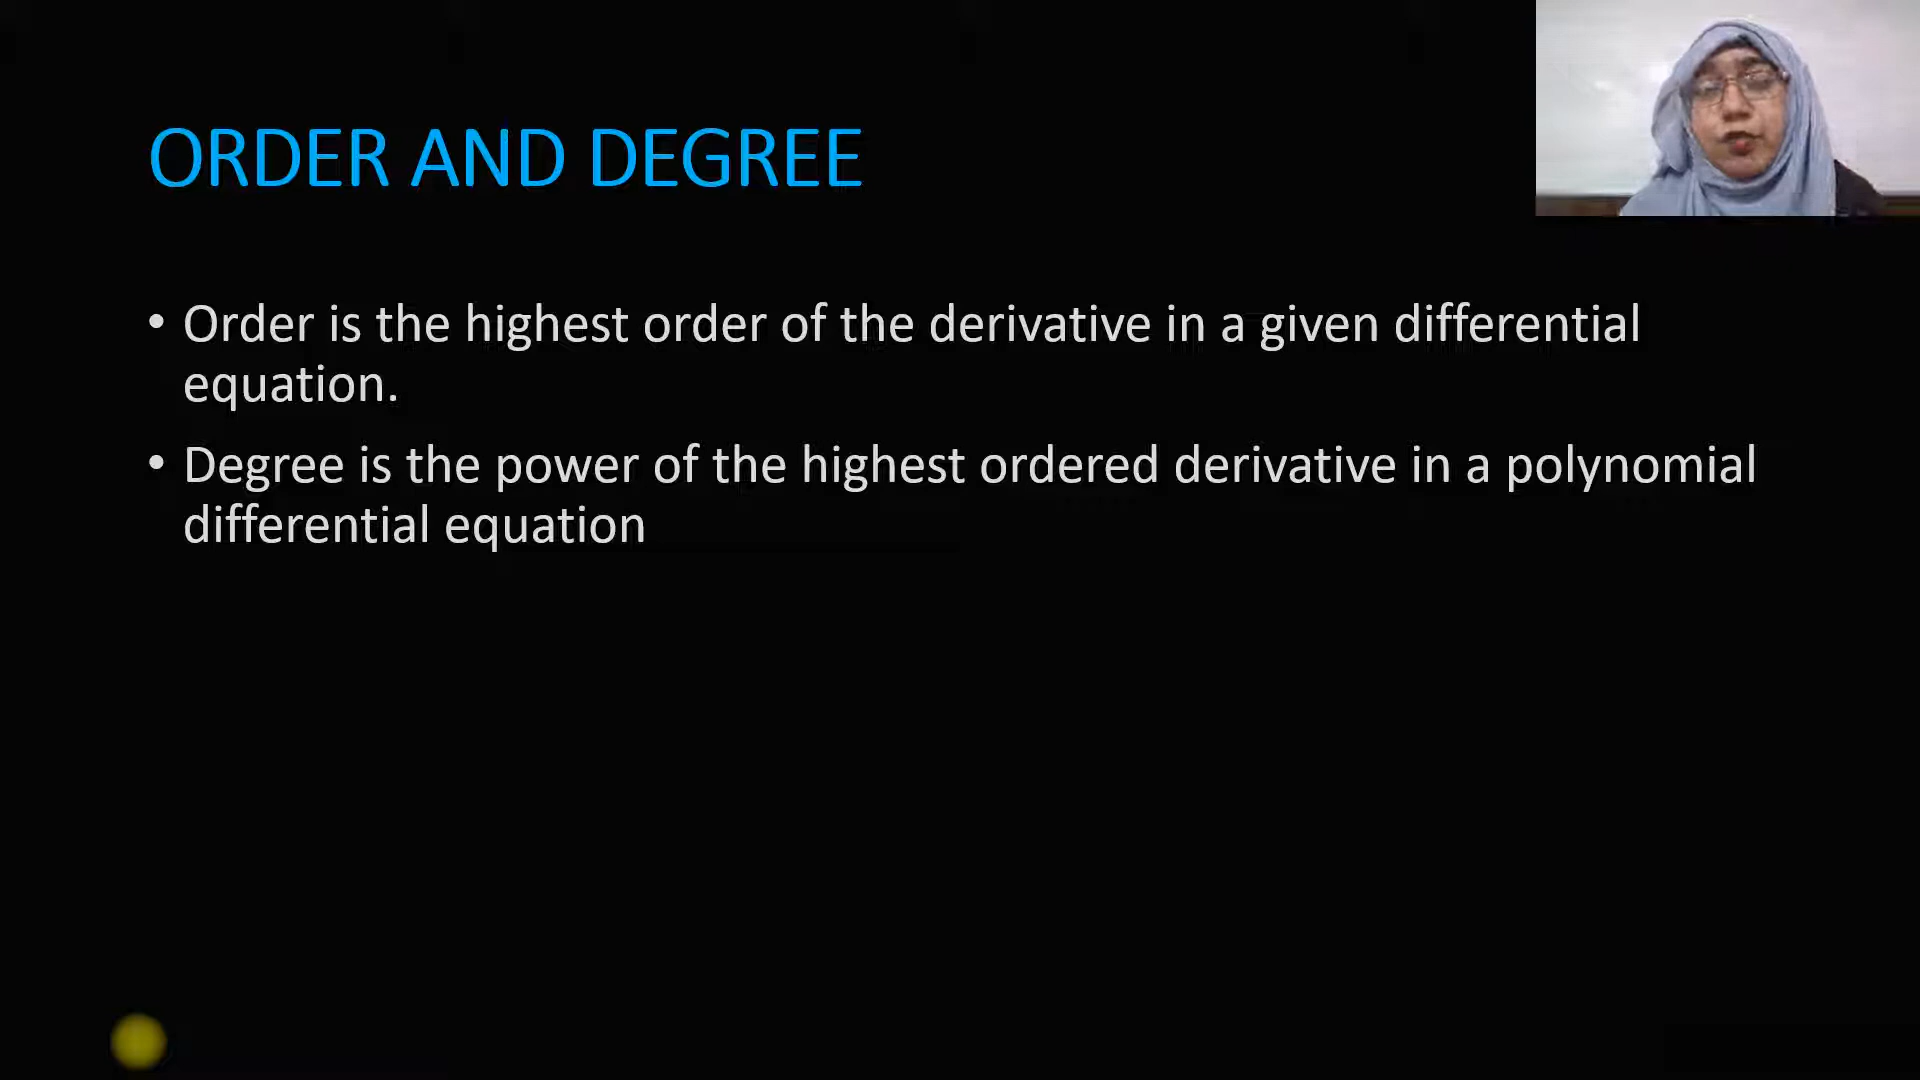 ORDER AND DEGREE
• Order is the highest order of the derivative in a given differential
equation.
• Degree is the power of the highest ordered derivative in a polynomial
differential equation